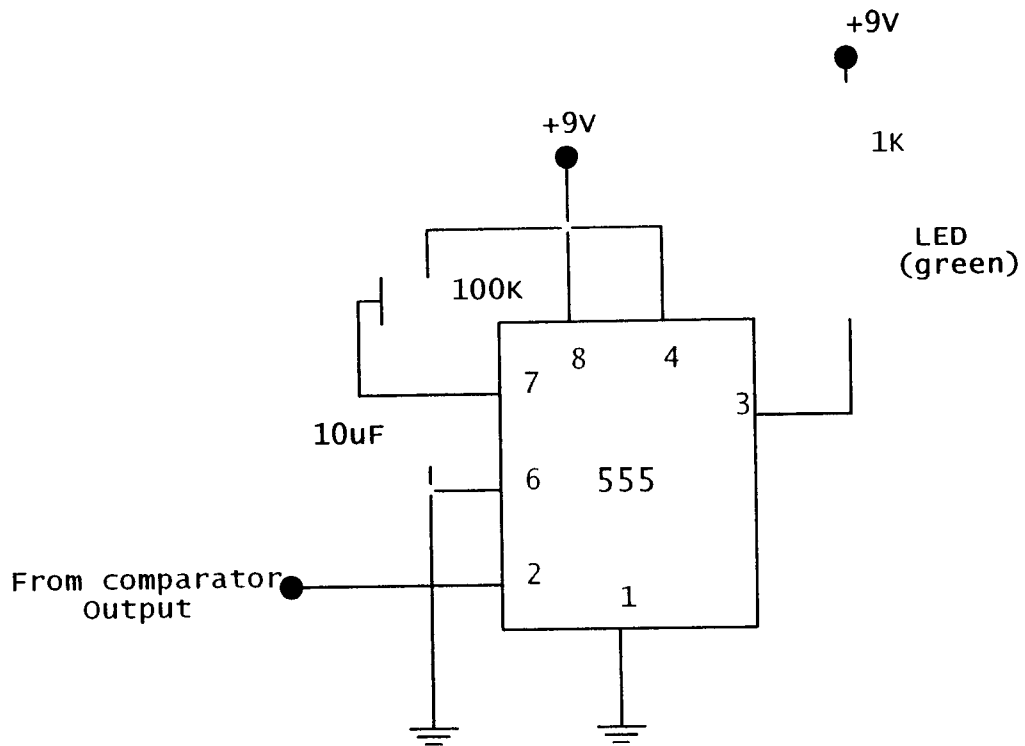 +9V
+9V
1K
LED
(green)
100K
8
4
7
3
10uF
6
555
2
From comparator
Output
1